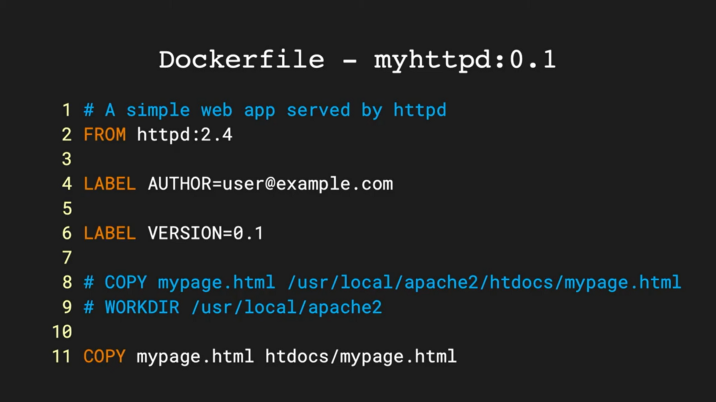 Dockerfile - myhttpd:0.1
1 # A simple web app served by httpd
2 FROM httpd:2.4
3
4 LABEL AUTHOR=user@example.com
5
6 LABEL VERSION=0.1
7
8 # COPY mypage.html /usr/local/apache2/htdocs/mypage.html
9 # WORKDIR /usr/local/apache2
10
11 COPY mypage.html htdocs/mypage.html